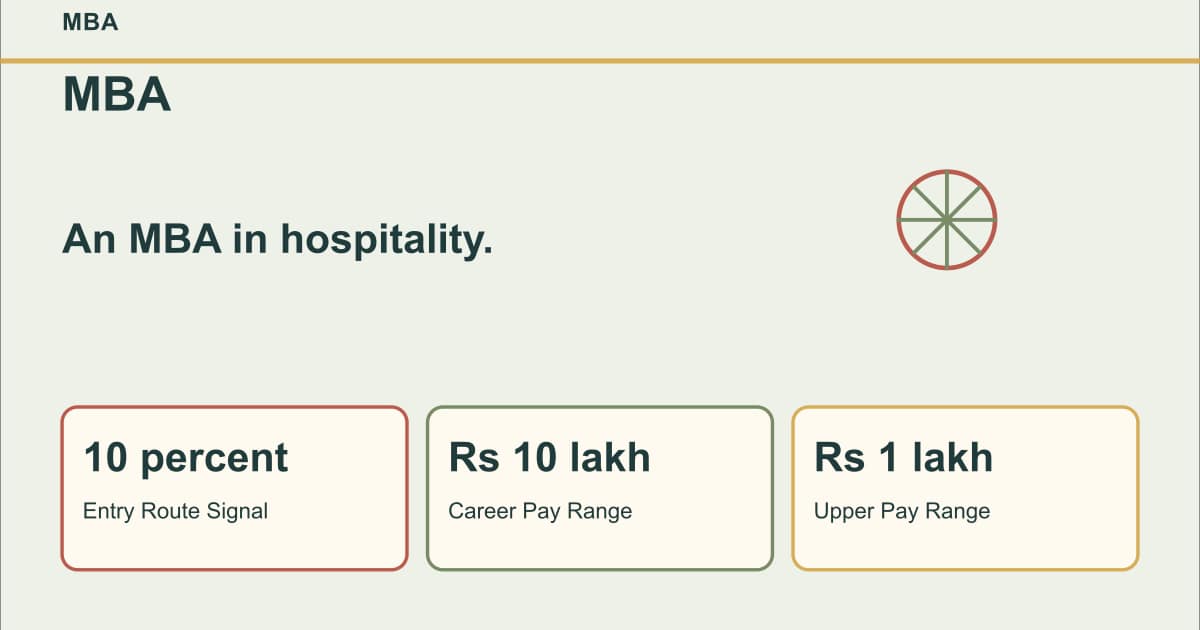 MBA
MBA
An MBA in hospitality.
10 percent
Entry Route Signal
Rs 10 lakh
Career Pay Range
Rs 1 lakh
Upper Pay Range